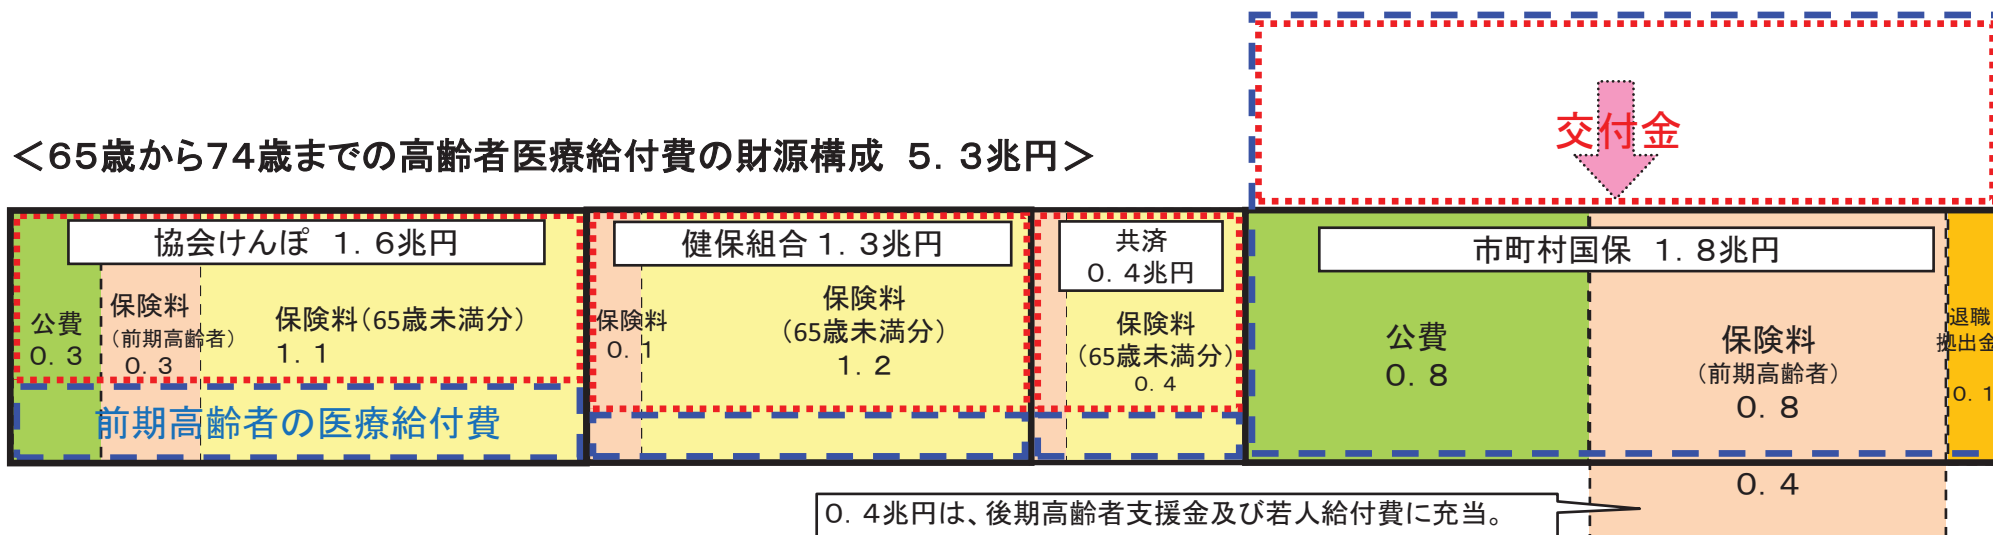 交付金
＜65歳から74歳までの高齢者医療給付費の財源構成 5．3兆円＞
協会けんぽ 1．6兆円
公費
0．3
保険料
（前期高齢者）
0．3
保険料（65歳未満分）
1．1
前期高齢者の医療給付費
健保組合 1．3兆円
保険料
0．1
保険料
（65歳未満分）
1．2
共済
0．4兆円
保険料
（65歳未満分）
0．4
市町村国保 1．8兆円
公費
0．8
保険料
（前期高齢者）
0．8
退職
拠出金
0．1
0．4
0．4兆円は、後期高齢者支援金及び若人給付費に充当。